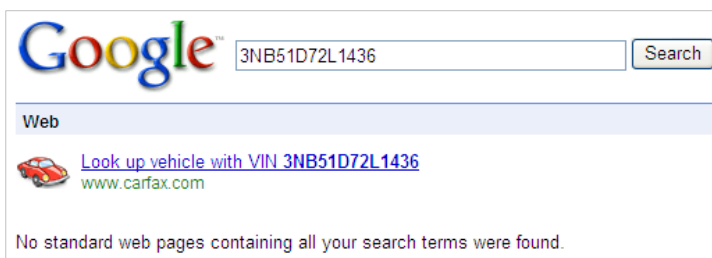 Google™ 3NB51D72L1436 Search
Web
Look up vehicle with VIN 3NB51D72L1436
www.carfax.com
No standard web pages containing all your search terms were found.